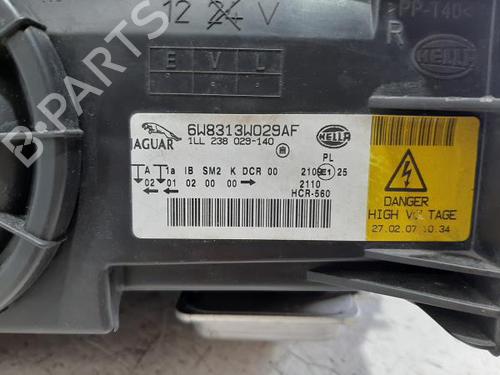 12 24 V
>PP-T40<
R
HELLA
E V L
JAGUAR
6W8313W029AF
1LL 238 029-140
HELLA
PL
A 1a IB SM2 K DCR 00
2109 E1 25
02 01 02 00 00
2110
HCR-560
DANGER
HIGH VOLTAGE
27.02.07 10.34